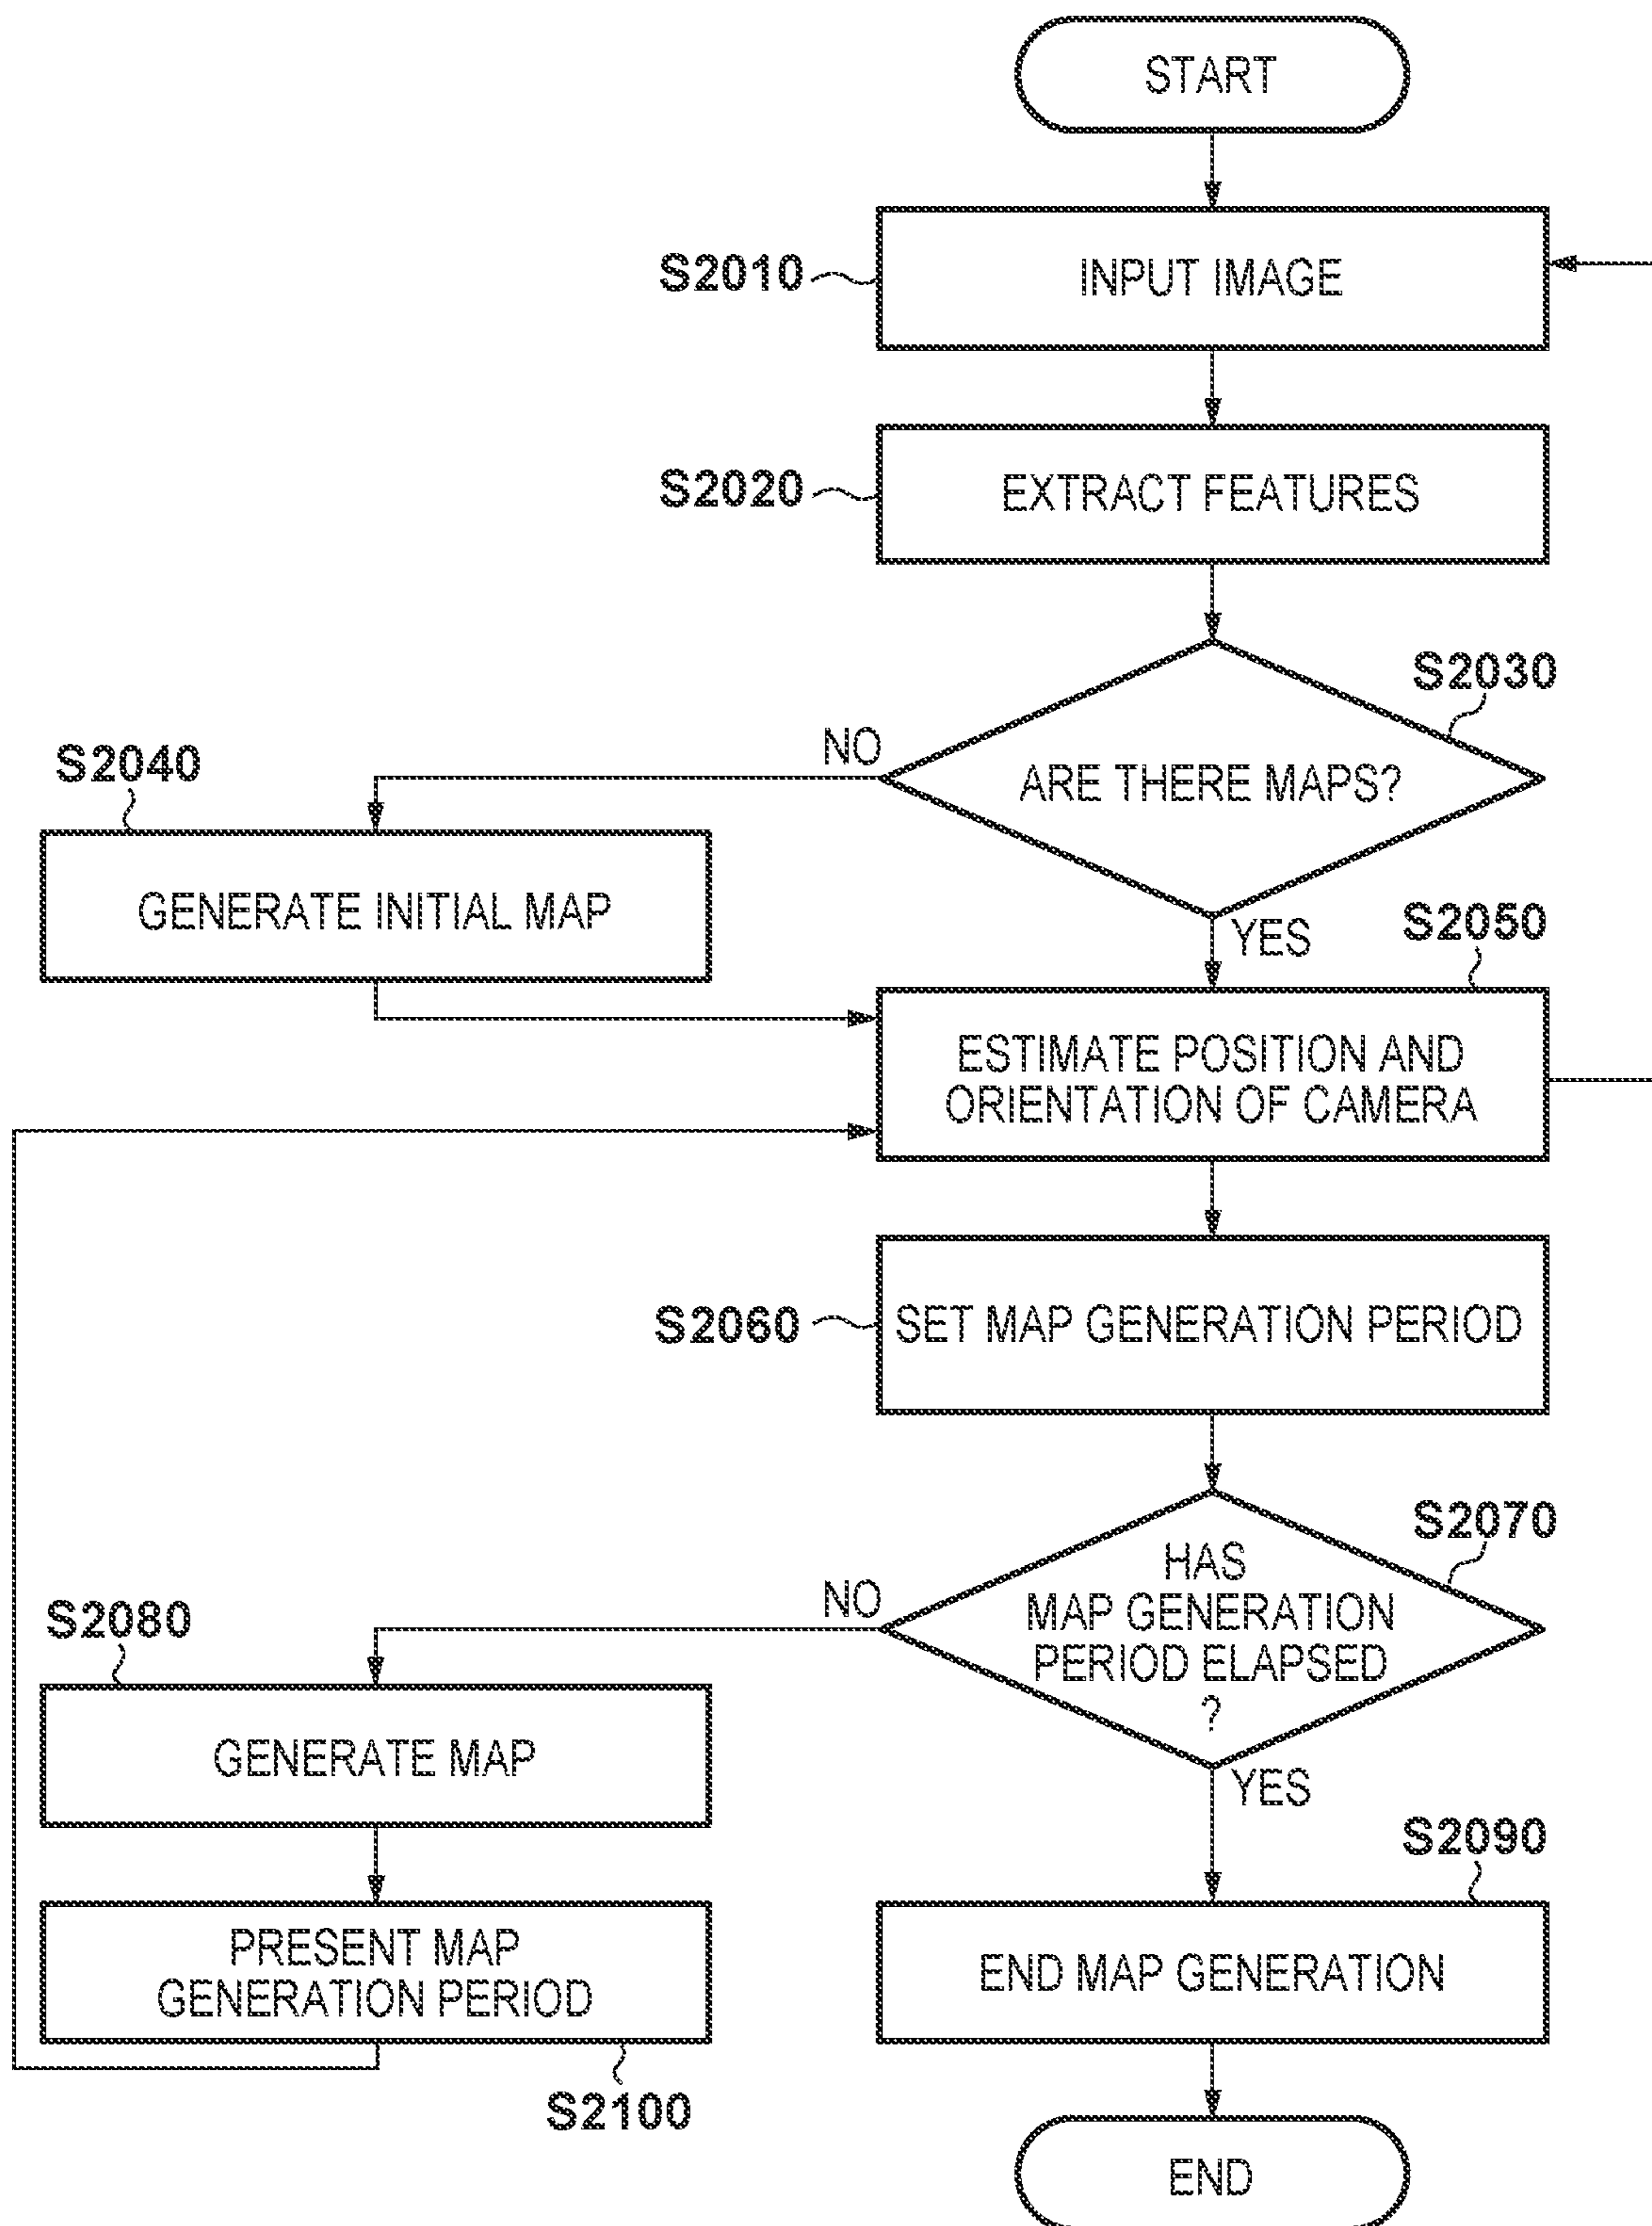 START
S2010
INPUT IMAGE
S2020
EXTRACT FEATURES
S2030
ARE THERE MAPS?
NO
S2040
GENERATE INITIAL MAP
YES
S2050
ESTIMATE POSITION AND
ORIENTATION OF CAMERA
S2060
SET MAP GENERATION PERIOD
S2070
HAS
MAP GENERATION
PERIOD ELAPSED
?
NO
S2080
GENERATE MAP
PRESENT MAP
GENERATION PERIOD
S2100
YES
S2090
END MAP GENERATION
END